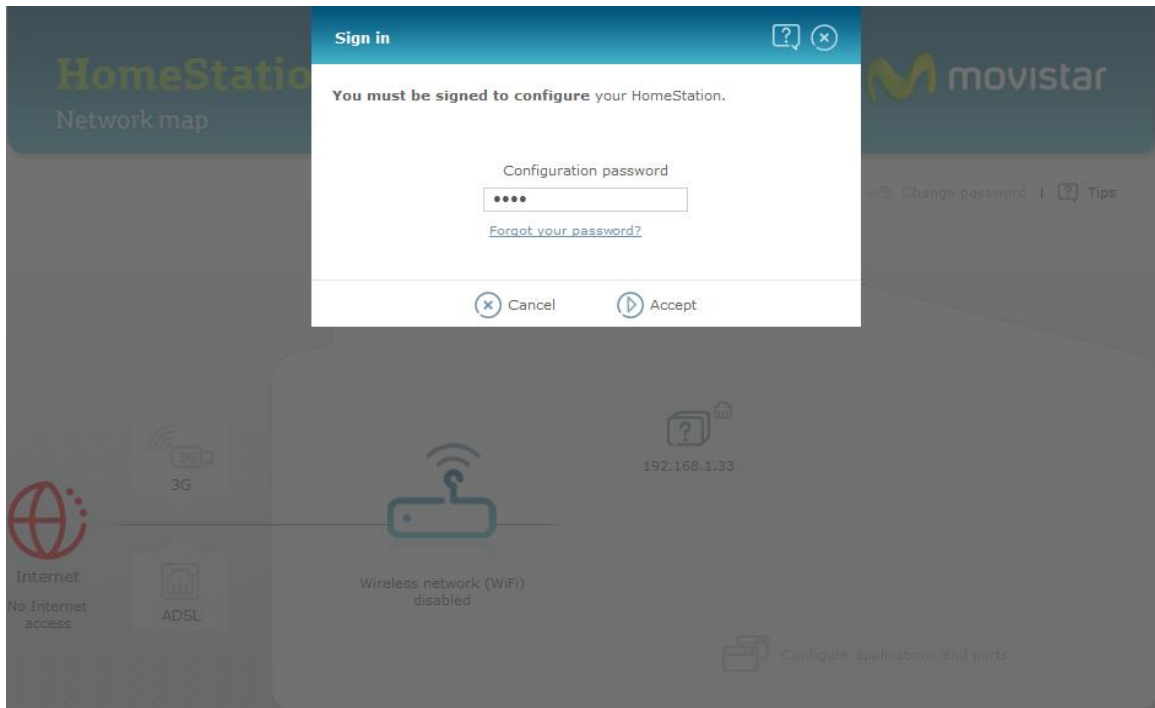 Sign in
HomeStatio
movistar
Network map
You must be signed to configure your HomeStation.
Configuration password
••••
Change password | Tips
Forgot your password?
Cancel Accept
192.168.1.33
3G
3G
Internet
No Internet
access
ADSL
Wireless network (WiFi)
disabled
Configure applications and ports